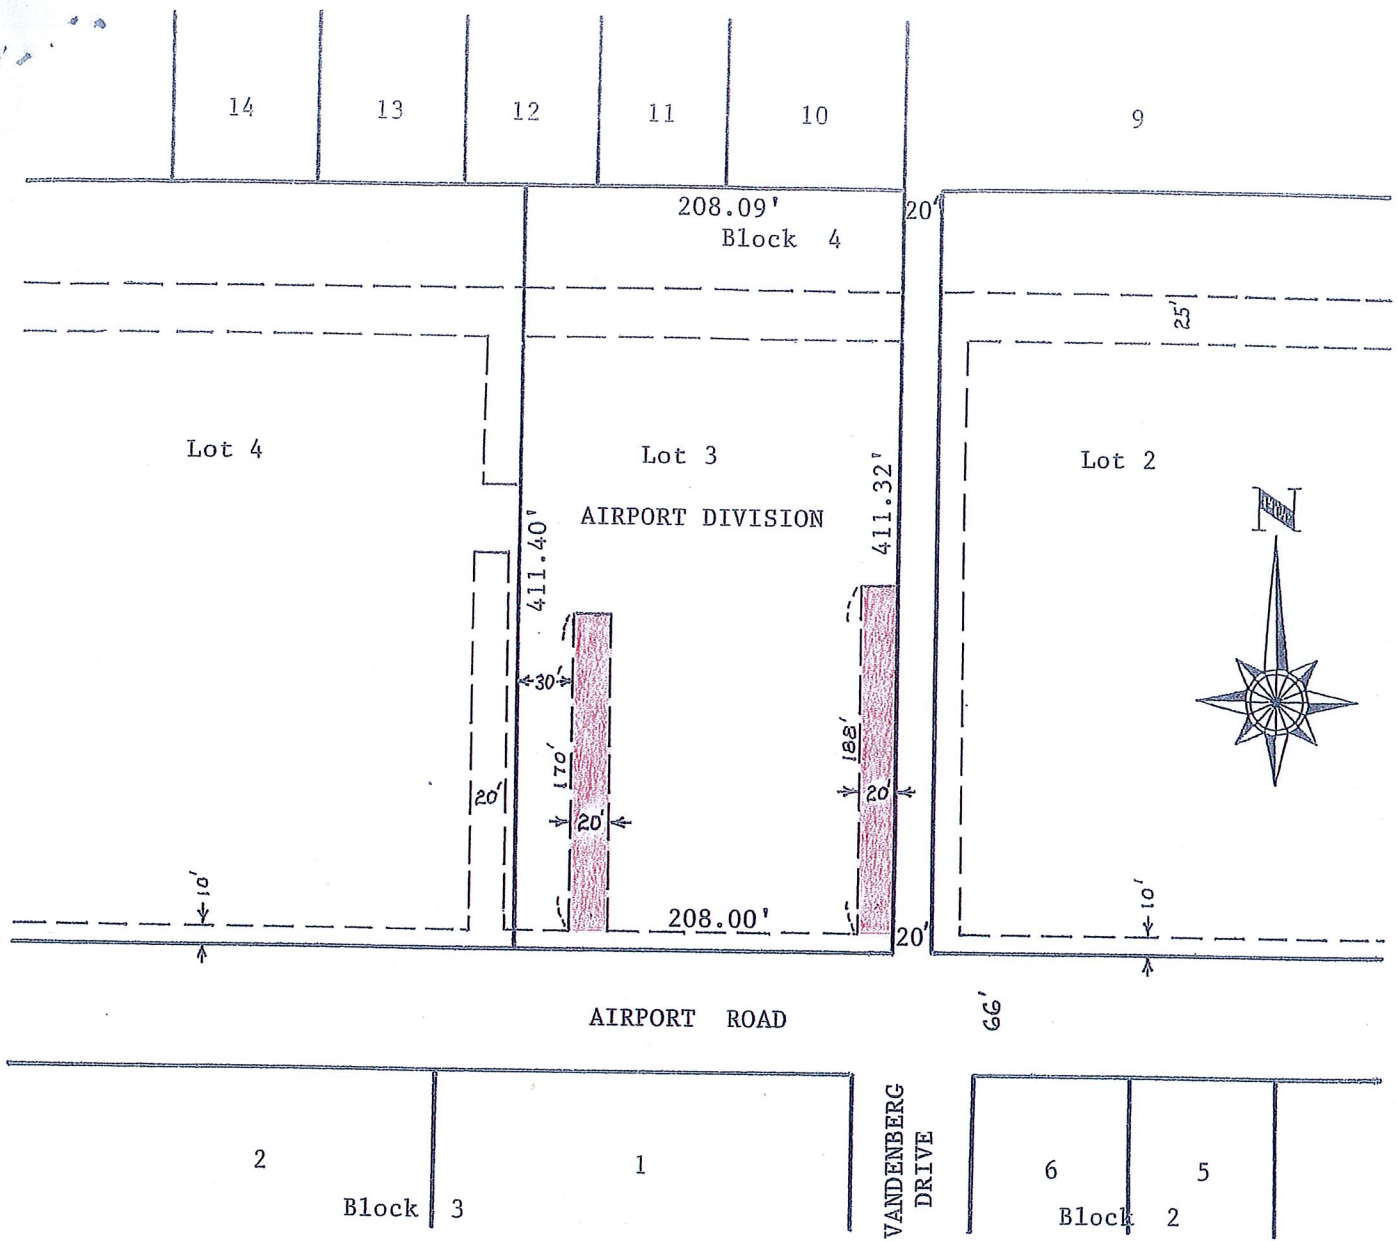 14 13 12 11 10 9
208.09' 20'
Block 4
25'
Lot 4 Lot 3 Lot 2
N
AIRPORT DIVISION
411.40' 411.32'
30'
170' 188'
20' 20' 20'
10' 10'
208.00' 20'
AIRPORT ROAD 66'
VANDENBERG
DRIVE
2 1 6 5
Block 3 Block 2